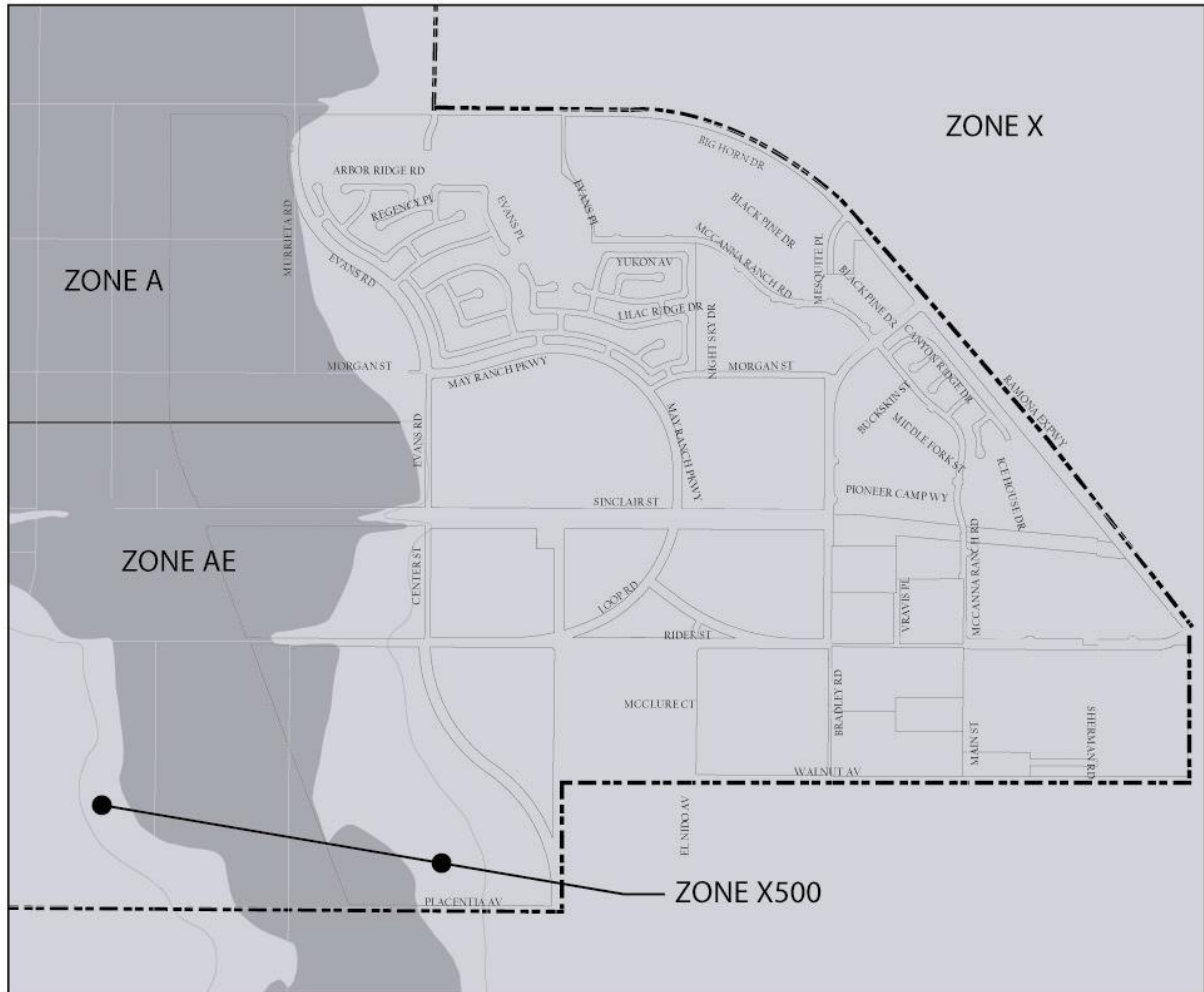 ZONE X
BIG HORN DR
ARBOR RIDGE RD
REGENCY PL
EVANS PL
EVANS PL
BLACK PINE DR
MCCANNA RANCH RD
MURRIETA RD
EVANS RD
YUKON AV
MESQUITE PL
BLACK PINE DR
ZONE A
LILAC RIDGE DR
NIGHT SKY DR
CANYON RIDGE DR
RAMONA EXPWY
MORGAN ST
MAY RANCH PKWY
MORGAN ST
BUCKSKIN ST
MIDDLE FORK ST
EVANS RD
MAY RANCH PKWY
ICEHOUSE DR
PIONEER CAMP WY
SINCLAIR ST
ZONE AE
CENTER ST
LOOP RD
VRAVIS PL
MCCANNA RANCH RD
RIDER ST
MCCLURE CT
BRADLEY RD
MAIN ST
SHERMAN RD
WALNUT AV
EL NIDO AV
ZONE X500
PLACENTIA AV